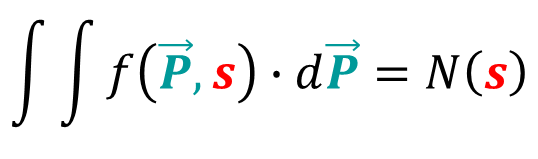 ∫ ∫ f(P⃗, s) · dP⃗ = N(s)